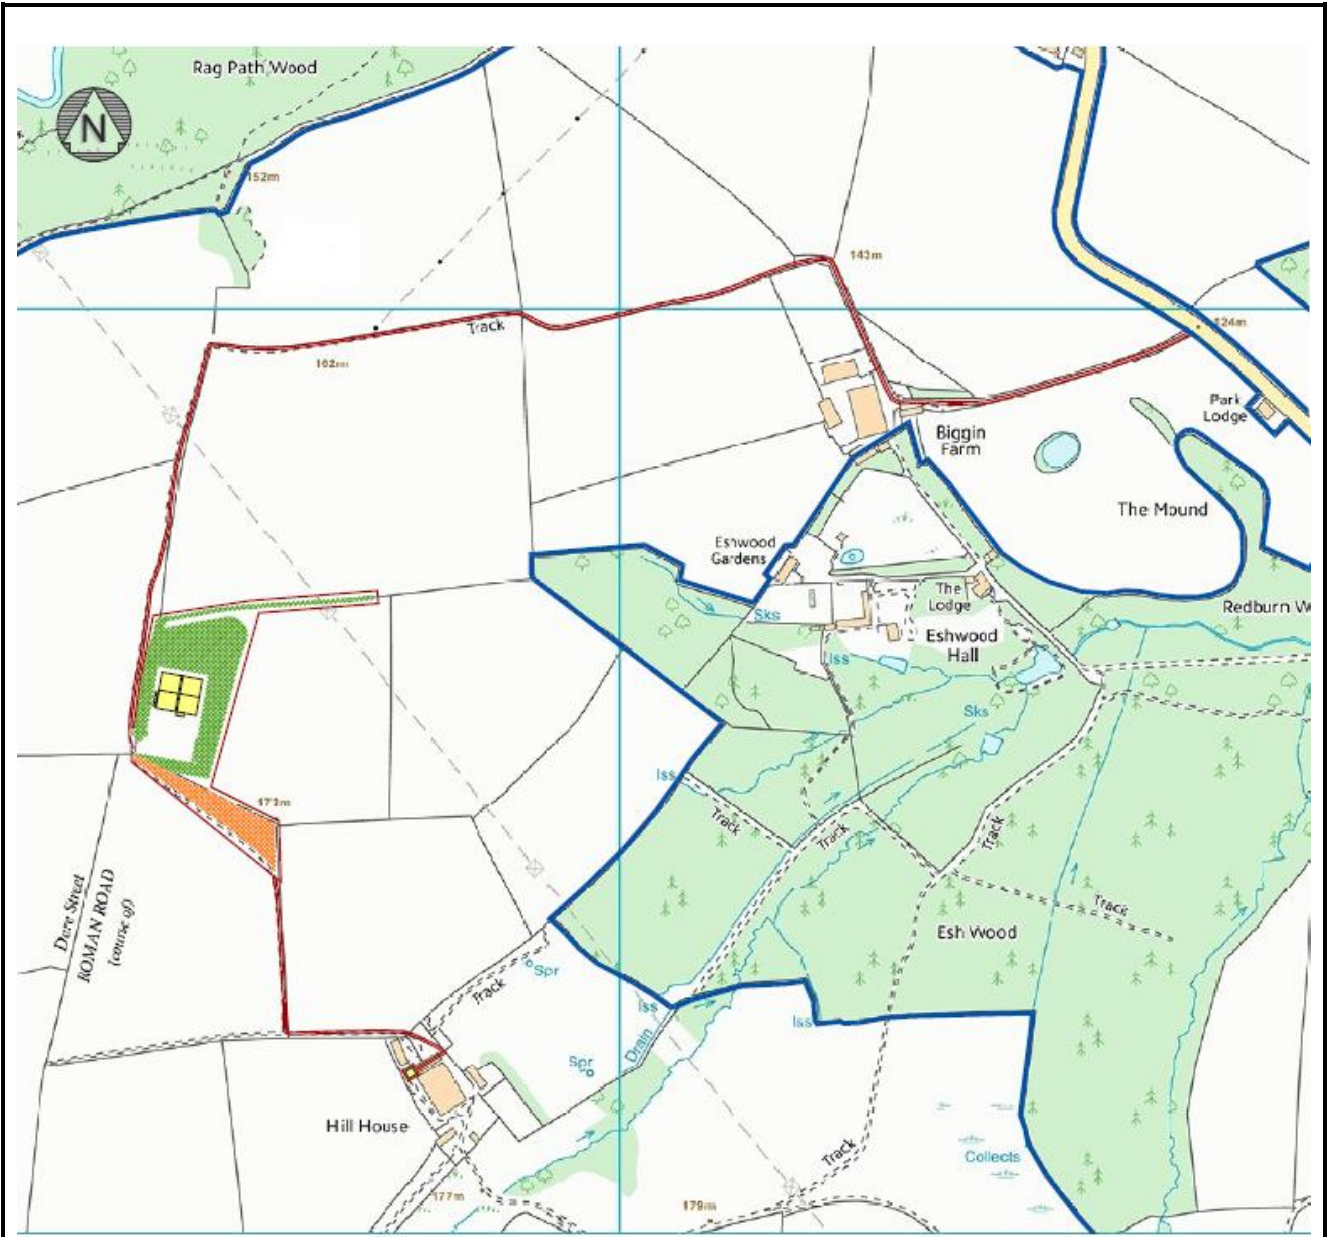 Rag Path Wood
N
152m
143m
Track
124m
162m
Park
Lodge
Biggin
Farm
The Mound
Eshwood
Gardens
The
Lodge
Sks
Redburn W
Eshwood
Hall
Iss
Sks
Iss
173m
Track
Track
Track
Dere Street
ROMAN ROAD
(course of)
Track
Esh Wood
Spr
Track
Iss
Iss
Drain
Spr
Hill House
Track
Collects
177m
179m